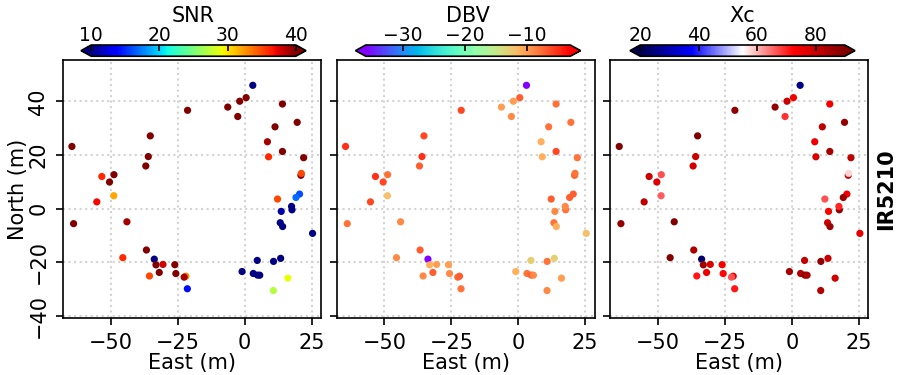 SNR DBV Xc
10 20 30 40 −30 −20 −10 20 40 60 80
40
20
0
−20
−40
North (m)
−50 −25 0 25 −50 −25 0 25 −50 −25 0 25
East (m) East (m) East (m)
IR5210